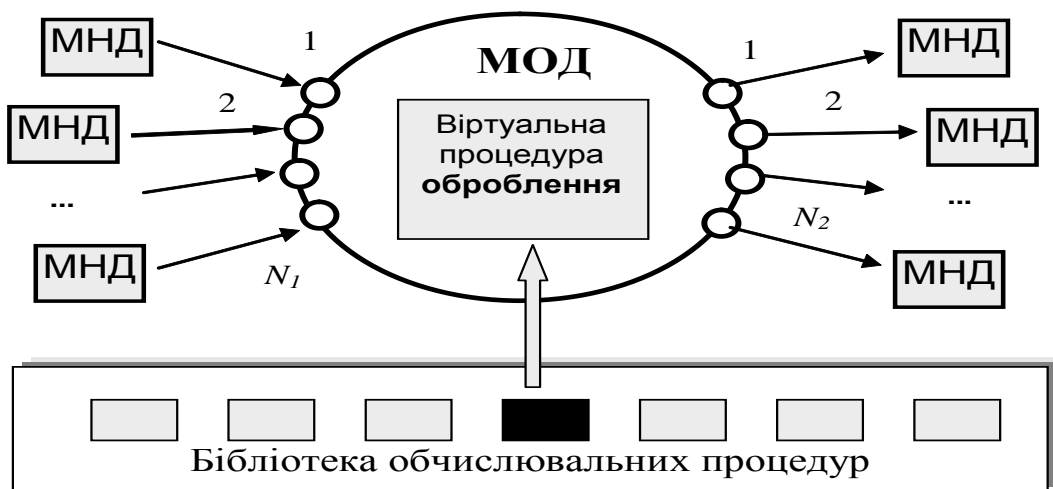 МНД 1 МОД 1 МНД
МНД 2 2 МНД
Віртуальна
процедура
оброблення
... ...
МНД N1 N2 МНД
Бібліотека обчислювальних процедур